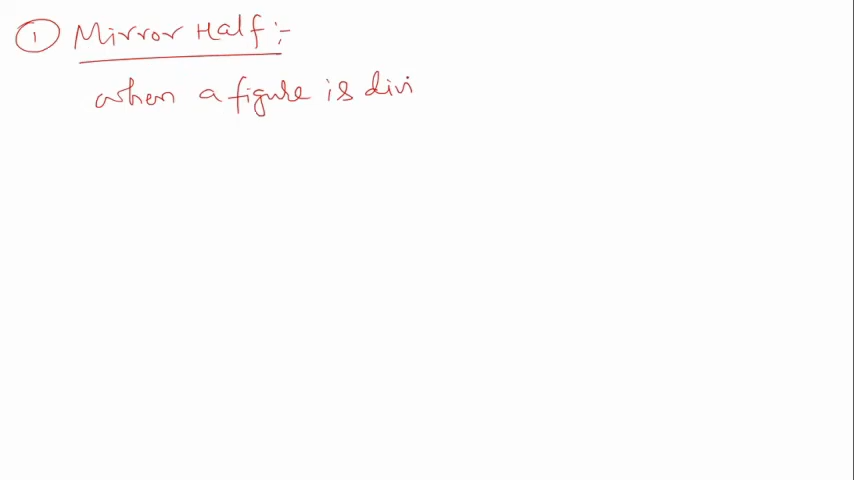 ① Mirror Half :-
when a figure is divi